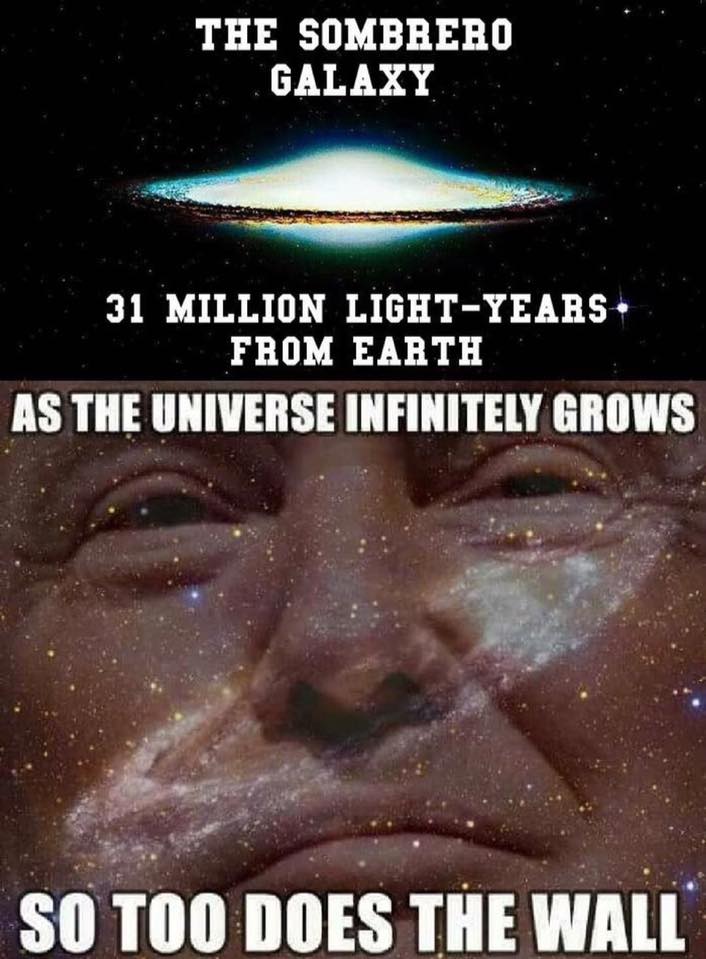 THE SOMBRERO
GALAXY
31 MILLION LIGHT-YEARS
FROM EARTH
AS THE UNIVERSE INFINITELY GROWS
SO TOO DOES THE WALL